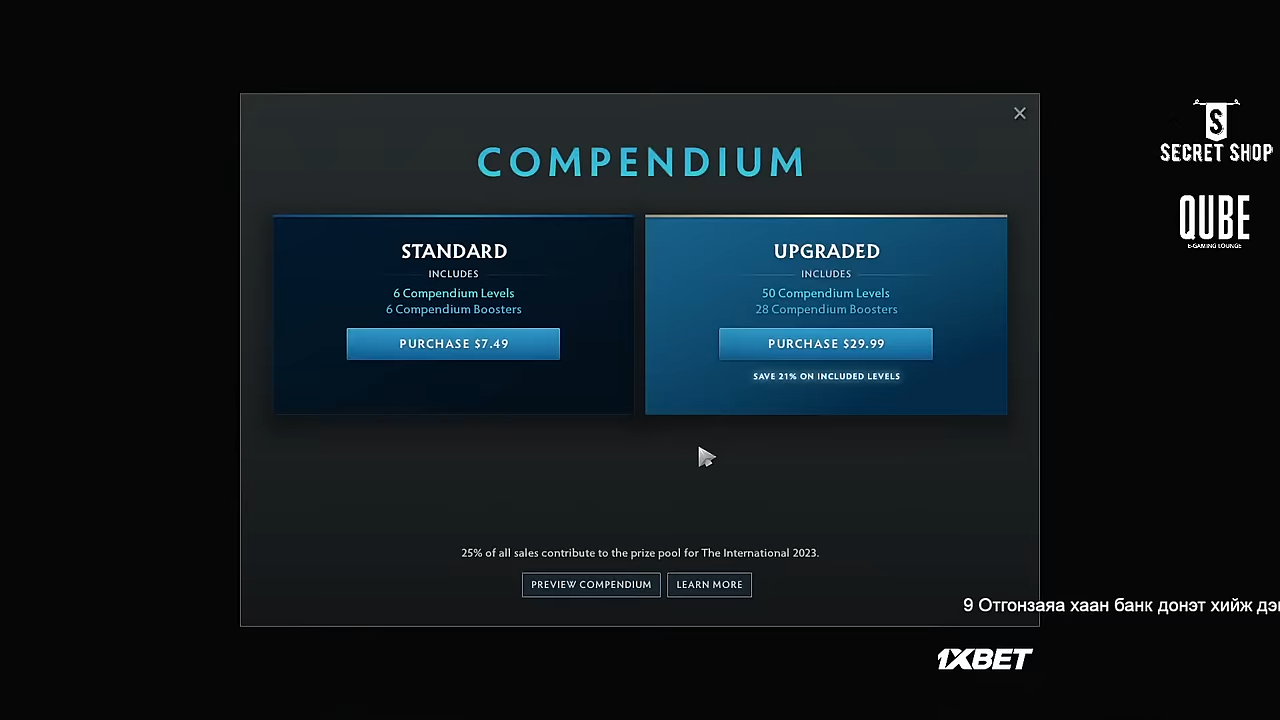 COMPENDIUM
STANDARD
INCLUDES
6 Compendium Levels
6 Compendium Boosters
PURCHASE $7.49
UPGRADED
INCLUDES
50 Compendium Levels
28 Compendium Boosters
PURCHASE $29.99
SAVE 21% ON INCLUDED LEVELS
25% of all sales contribute to the prize pool for The International 2023.
PREVIEW COMPENDIUM
LEARN MORE
S
SECRET SHOP
QUBE
E-GAMING LOUNGE
9 Отгонзаяа хаан банк донэт хийж
1XBET